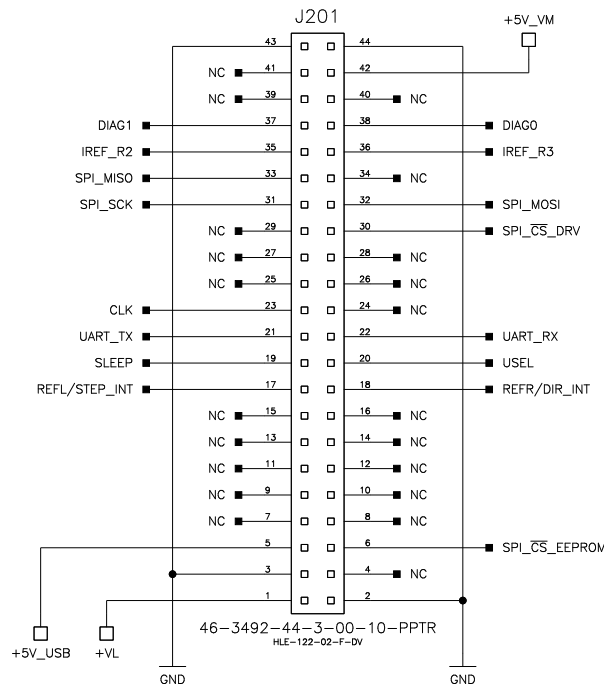 J201
+5V_VM
43 44
NC 41 42
NC 39 40 NC
DIAG1 37 38 DIAG0
IREF_R2 35 36 IREF_R3
SPI_MISO 33 34 NC
SPI_SCK 31 32 SPI_MOSI
NC 29 30 SPI_C̅S̅_DRV
NC 27 28 NC
NC 25 26 NC
CLK 23 24 NC
UART_TX 21 22 UART_RX
SLEEP 19 20 USEL
REFL/STEP_INT 17 18 REFR/DIR_INT
NC 15 16 NC
NC 13 14 NC
NC 11 12 NC
NC 9 10 NC
NC 7 8 NC
5 6 SPI_C̅S̅_EEPROM
3 4 NC
1 2
46-3492-44-3-00-10-PPTR
HLE-122-02-F-DV
+5V_USB +VL
GND GND